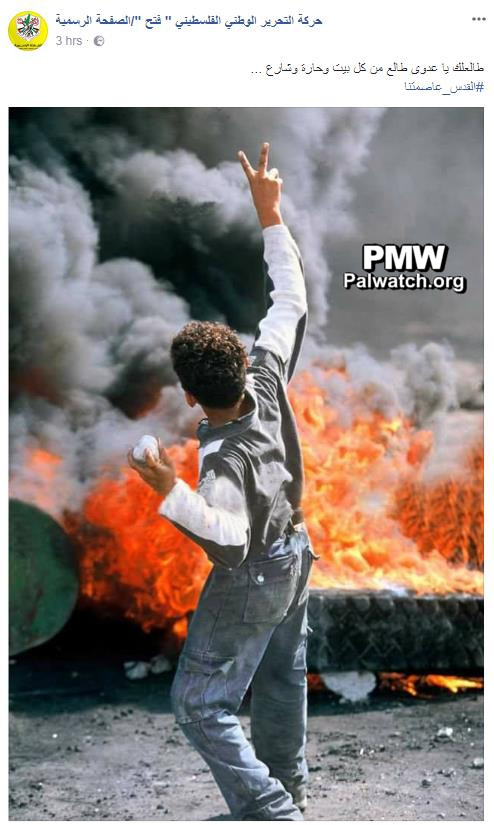 حركة التحرير الوطني الفلسطيني " فتح "/الصفحة الرسمية
3 hrs ·
طالعلك يا عدوى طالع من كل بيت وحارة وشارع ...
#القدس_عاصمتنا
PMW
Palwatch.org